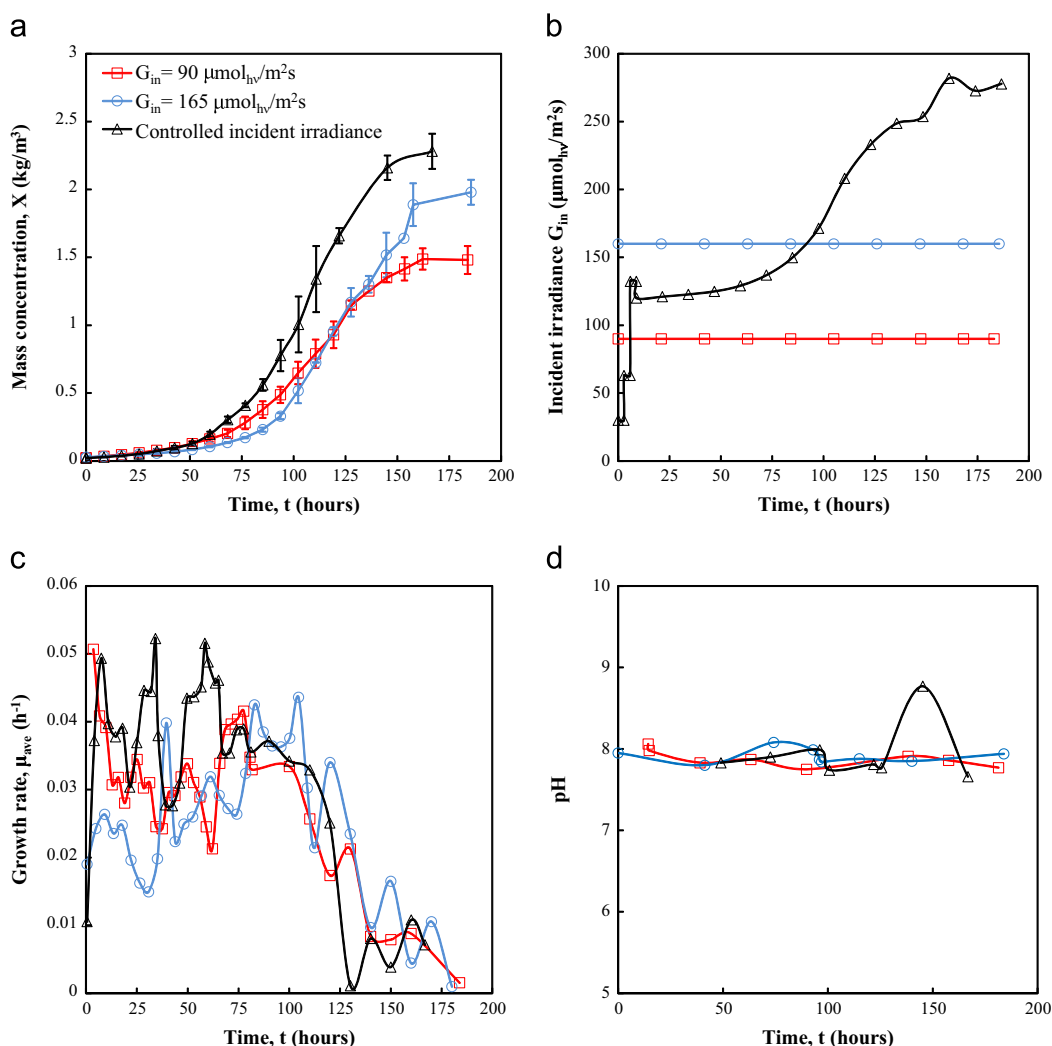 a
3
2.5
2
1.5
1
0.5
0
Mass concentration, X (kg/m³)
G_in= 90 μmol_hν/m²s
G_in= 165 μmol_hν/m²s
Controlled incident irradiance
0 25 50 75 100 125 150 175 200
Time, t (hours)
b
300
250
200
150
100
50
0
Incident irradiance G_in (μmol_hν/m²s)
0 25 50 75 100 125 150 175 200
Time, t (hours)
c
0.06
0.05
0.04
0.03
0.02
0.01
0
Growth rate, μ_ave (h⁻¹)
0 25 50 75 100 125 150 175 200
Time, t (hours)
d
10
9
8
7
6
5
pH
0 50 100 150 200
Time, t (hours)